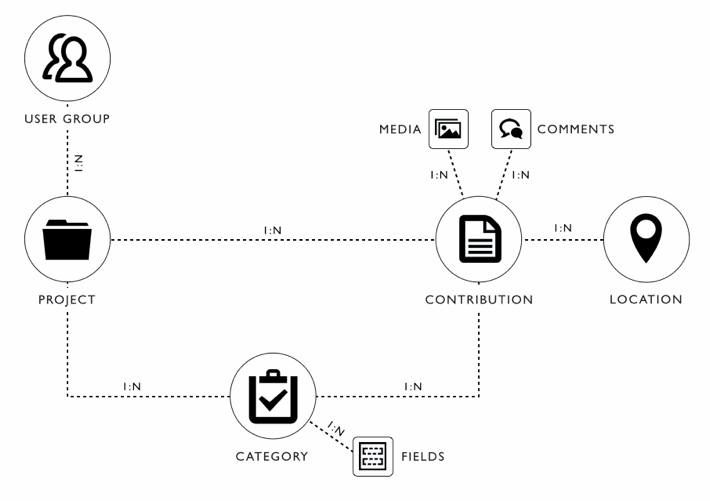 USER GROUP
MEDIA
COMMENTS
1:N
1:N
1:N
1:N
1:N
PROJECT
CONTRIBUTION
LOCATION
1:N
1:N
1:N
CATEGORY
FIELDS